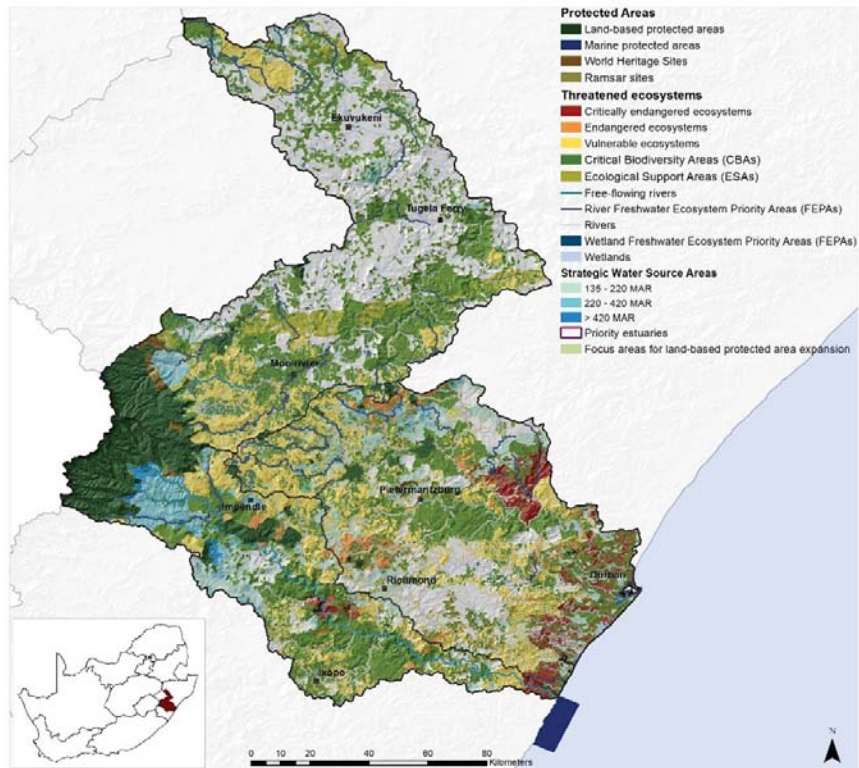 Protected Areas
Land-based protected areas
Marine protected areas
World Heritage Sites
Ramsar sites
Threatened ecosystems
Critically endangered ecosystems
Endangered ecosystems
Vulnerable ecosystems
Critical Biodiversity Areas (CBAs)
Ecological Support Areas (ESAs)
Free-flowing rivers
River Freshwater Ecosystem Priority Areas (FEPAs)
Rivers
Wetland Freshwater Ecosystem Priority Areas (FEPAs)
Wetlands
Strategic Water Source Areas
135 - 220 MAR
220 - 420 MAR
> 420 MAR
Priority estuaries
Focus areas for land-based protected area expansion
Ekuvukeni
Tugela Ferry
Mooirivier
Pietermaritzburg
Impendle
Durban
Richmond
Ixopo
0 10 20 40 60 80
Kilometers
N